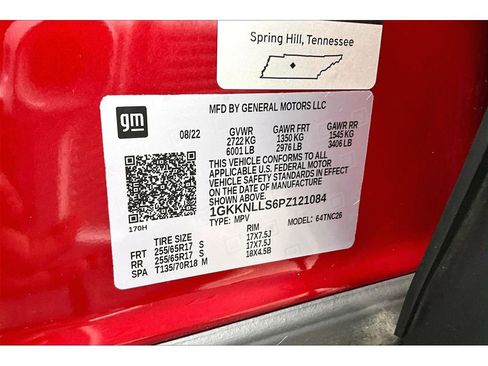 Spring Hill, Tennessee
gm
MFD BY GENERAL MOTORS LLC
08/22 GVWR GAWR FRT GAWR RR
2722 KG 1350 KG 1545 KG
6001 LB 2976 LB 3406 LB
THIS VEHICLE CONFORMS TO ALL
APPLICABLE U.S. FEDERAL MOTOR
VEHICLE SAFETY STANDARDS IN EFFECT
ON THE DATE OF MANUFACTURE
1GKKNLLS6PZ121084
170H TYPE: MPV MODEL: 64TNC26
TIRE SIZE RIM
FRT 255/65R17 S 17X7.5J
RR 255/65R17 S 17X7.5J
SPA T135/70R18 M 18X4.5B